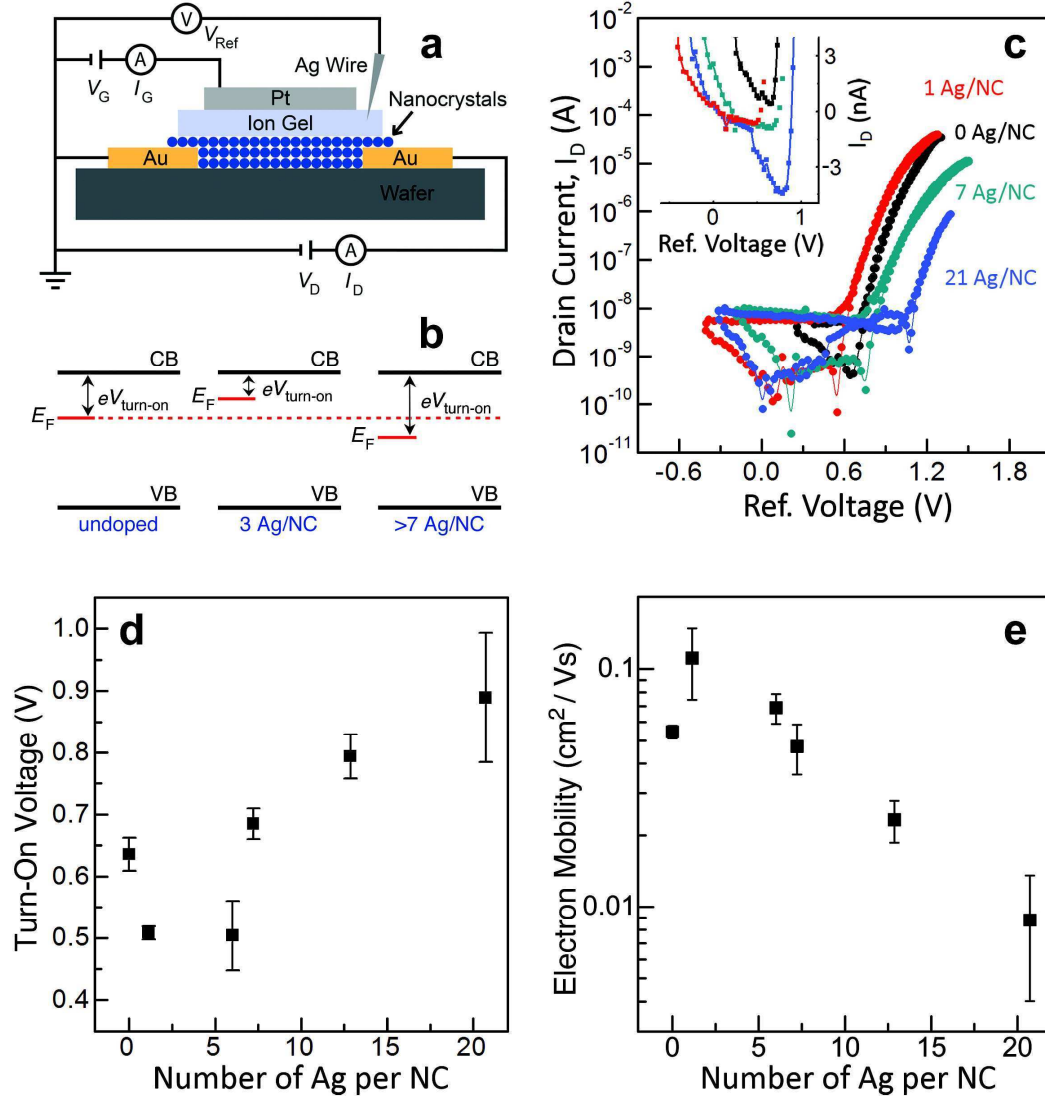 a
V
V_Ref
A
V_G
I_G
Ag Wire
Pt
Nanocrystals
Ion Gel
Au
Au
Wafer
V_D
A
I_D
b
CB
CB
CB
eV_turn-on
eV_turn-on
eV_turn-on
E_F
E_F
E_F
VB
VB
VB
undoped
3 Ag/NC
>7 Ag/NC
c
Drain Current, I_D (A)
10^-2
10^-3
10^-4
10^-5
10^-6
10^-7
10^-8
10^-9
10^-10
10^-11
-0.6
0.0
0.6
1.2
1.8
Ref. Voltage (V)
1 Ag/NC
0 Ag/NC
7 Ag/NC
21 Ag/NC
3
0
-3
I_D (nA)
0
1
Ref. Voltage (V)
d
Turn-On Voltage (V)
1.0
0.9
0.8
0.7
0.6
0.5
0.4
0
5
10
15
20
Number of Ag per NC
e
Electron Mobility (cm² / Vs)
0.1
0.01
0
5
10
15
20
Number of Ag per NC